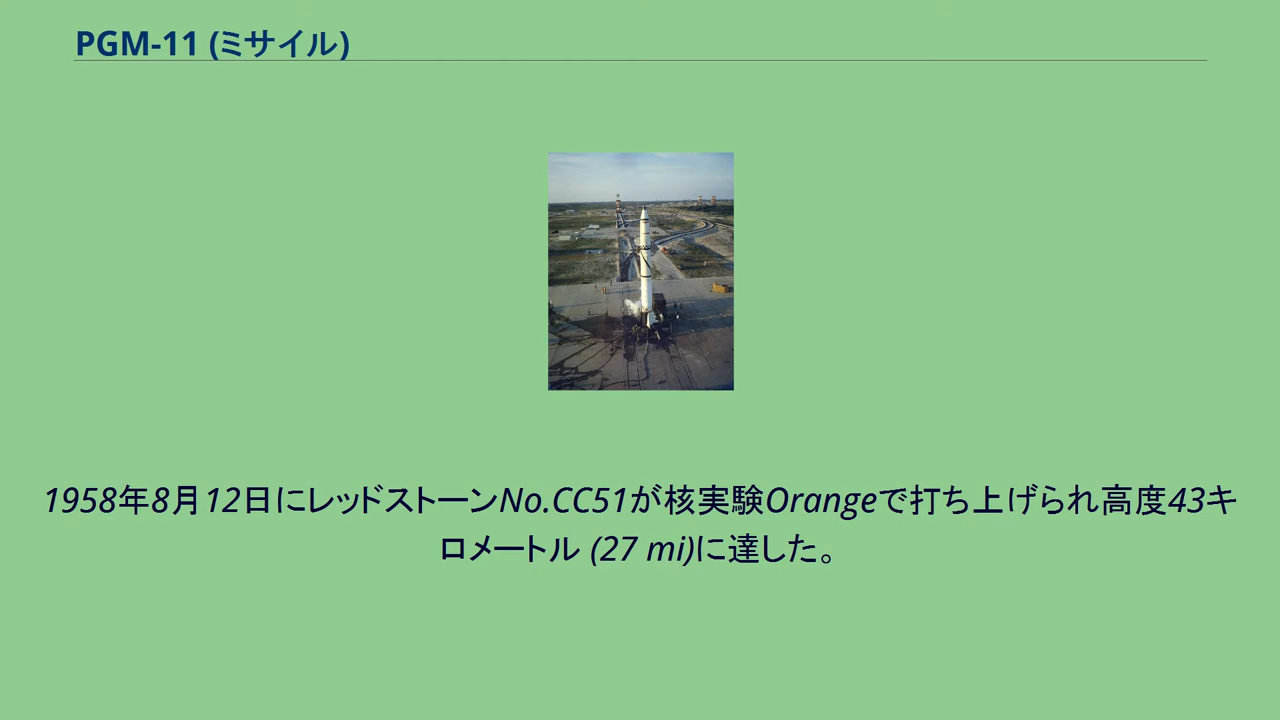 PGM-11 (ミサイル)
1958年8月12日にレッドストーンNo.CC51が核実験Orangeで打ち上げられ高度43キ
ロメートル (27 mi)に達した。